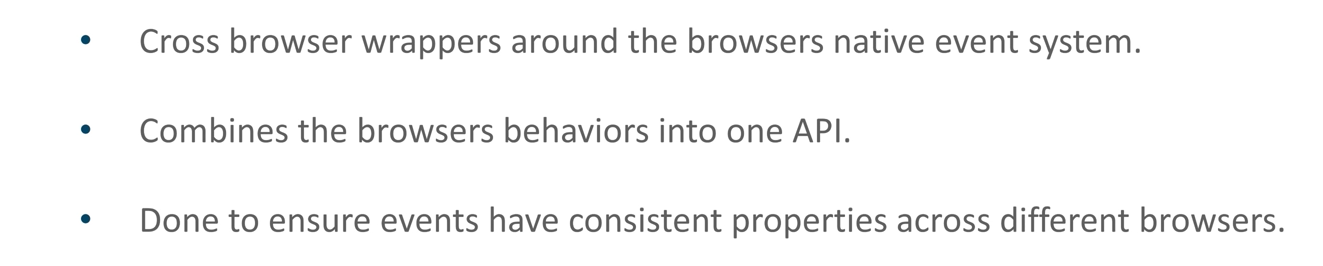 • Cross browser wrappers around the browsers native event system.
• Combines the browsers behaviors into one API.
• Done to ensure events have consistent properties across different browsers.